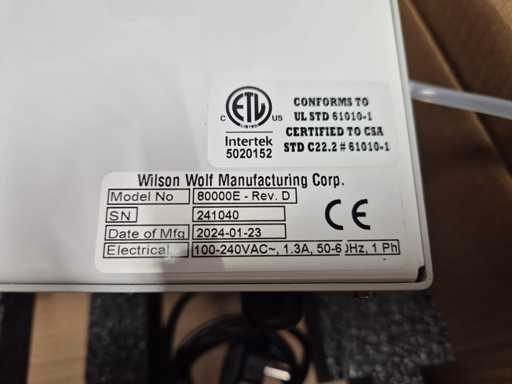 ETL
LISTED
C US
Intertek
5020152
CONFORMS TO
UL STD 61010-1
CERTIFIED TO CSA
STD C22.2 # 61010-1
Wilson Wolf Manufacturing Corp.
Model No 80000E - Rev. D
SN 241040
Date of Mfg 2024-01-23
Electrical 100-240VAC~, 1.3A, 50-60Hz, 1 Ph
CE